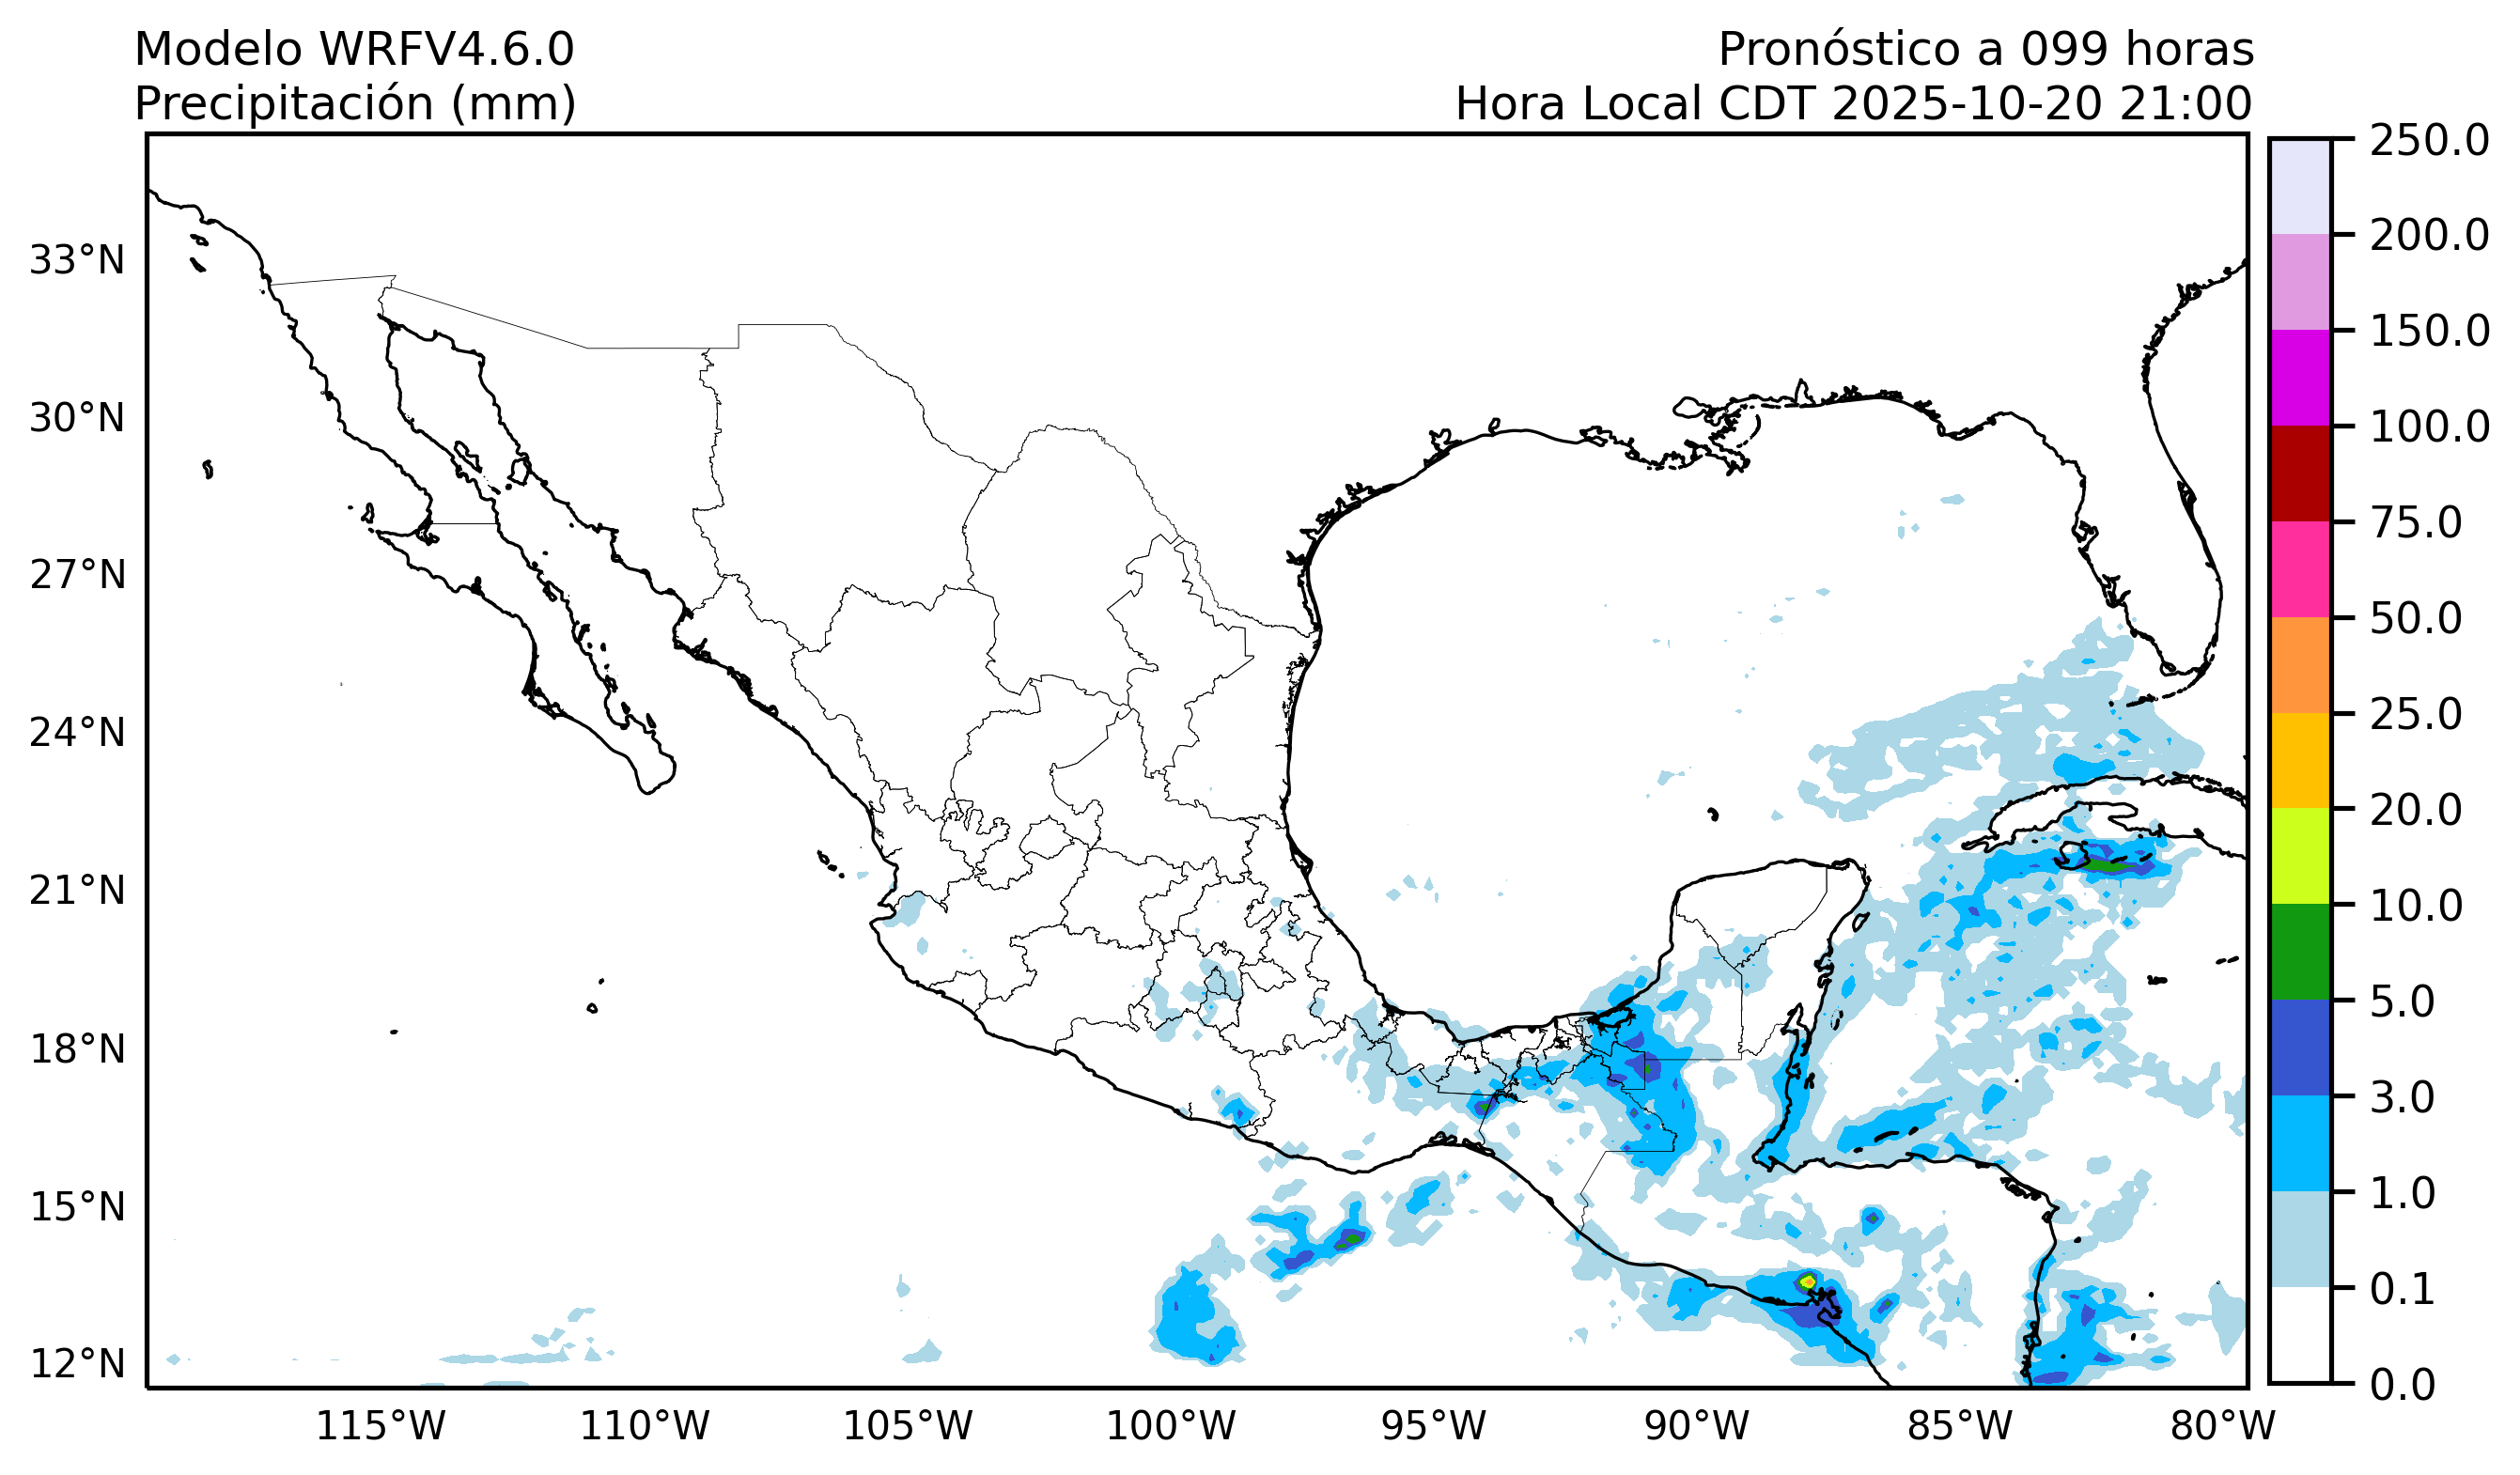 Modelo WRFV4.6.0
Precipitación (mm)
Pronóstico a 099 horas
Hora Local CDT 2025-10-20 21:00
33°N
30°N
27°N
24°N
21°N
18°N
15°N
12°N
115°W
110°W
105°W
100°W
95°W
90°W
85°W
80°W
250.0
200.0
150.0
100.0
75.0
50.0
25.0
20.0
10.0
5.0
3.0
1.0
0.1
0.0